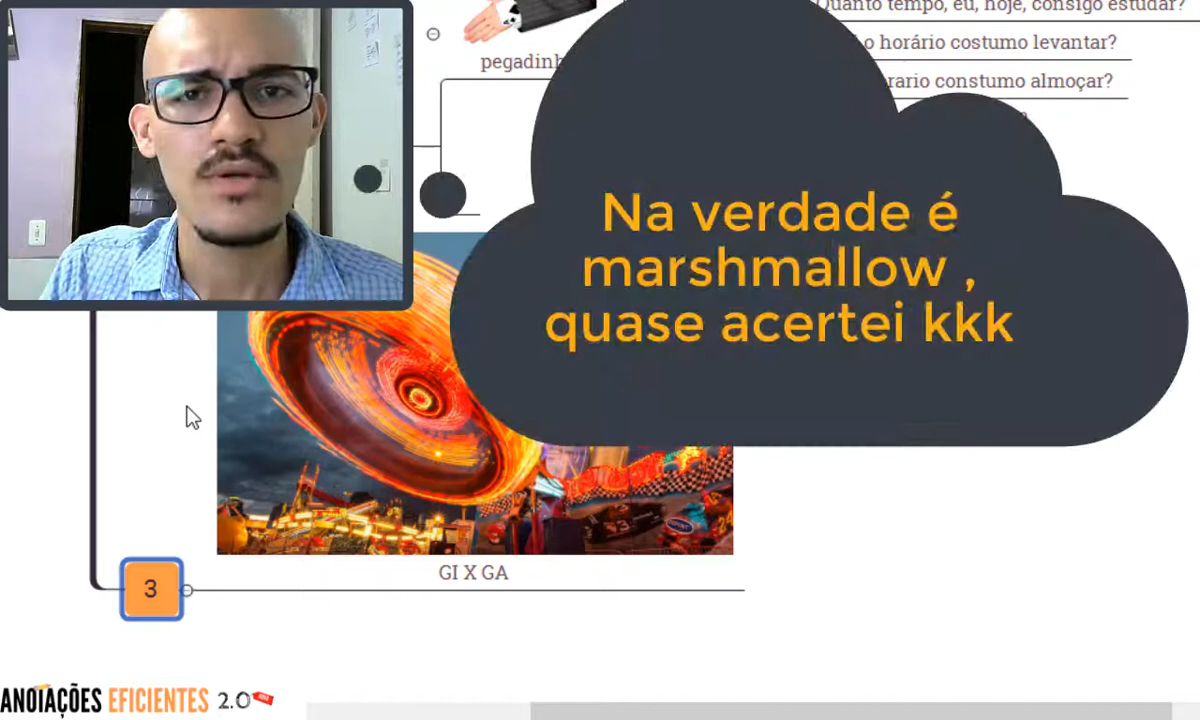 Quanto tempo, eu, hoje, consigo estudar?
o horário costumo levantar?
rario constumo almoçar?
pegadinh
Na verdade é
marshmallow ,
quase acertei kkk
GI X GA
3
ANOTAÇÕES EFICIENTES 2.0